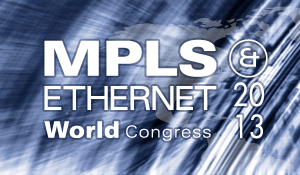 MPLS &
ETHERNET 20
World Congress 13